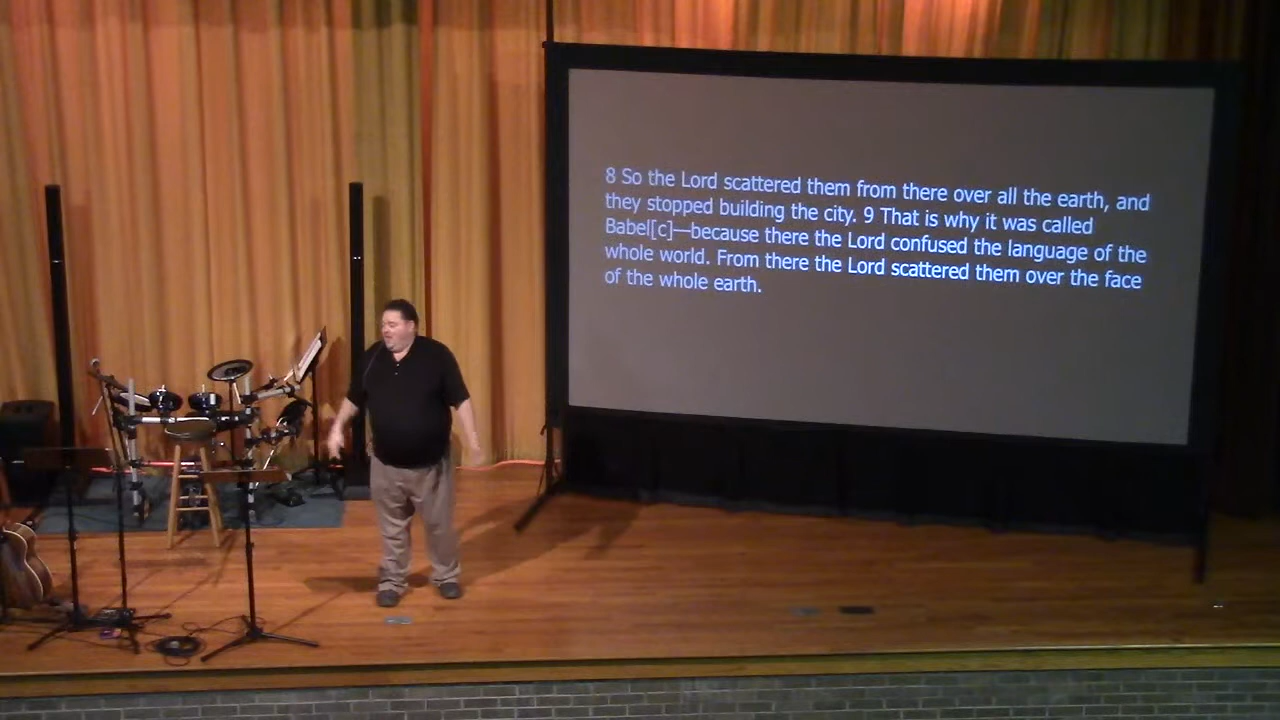 8 So the Lord scattered them from there over all the earth, and
they stopped building the city. 9 That is why it was called
Babel[c]—because there the Lord confused the language of the
whole world. From there the Lord scattered them over the face
of the whole earth.